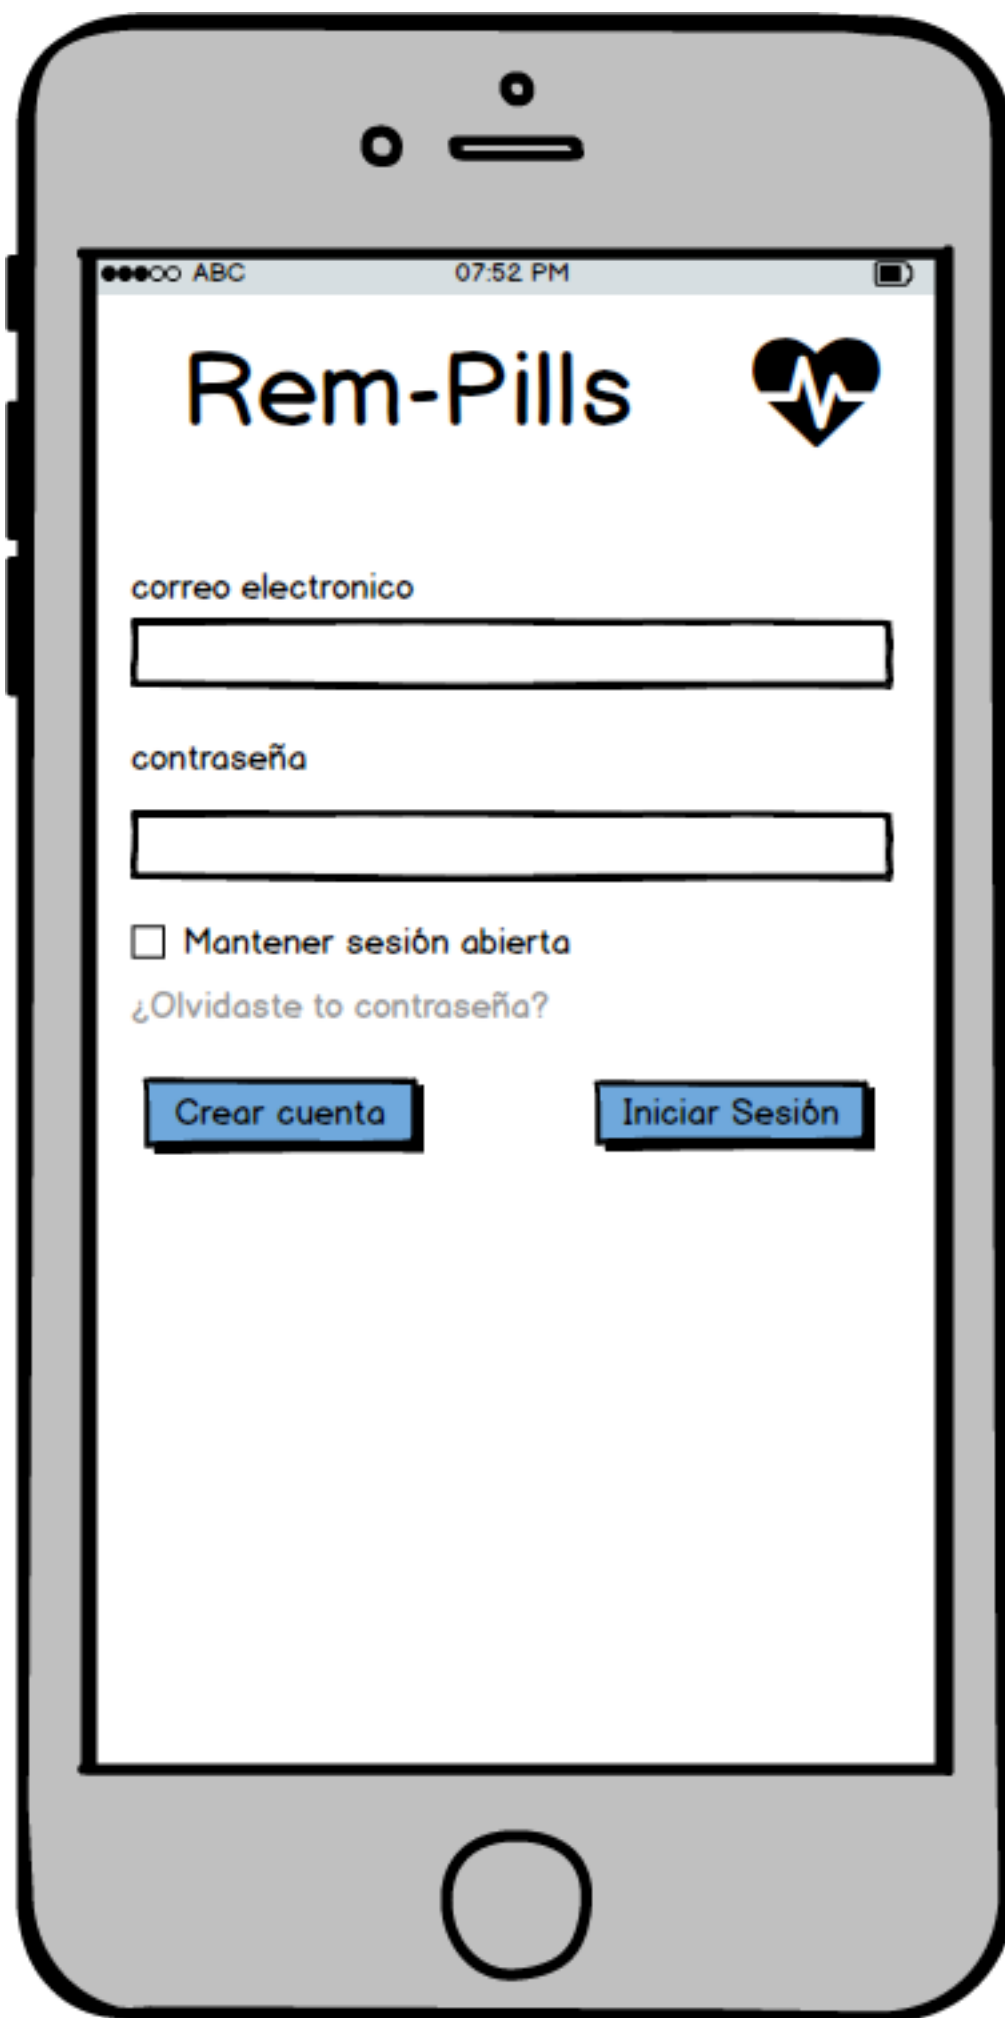 ABC 07:52 PM
Rem-Pills
correo electronico
contraseña
Mantener sesión abierta
¿Olvidaste to contraseña?
Crear cuenta Iniciar Sesión